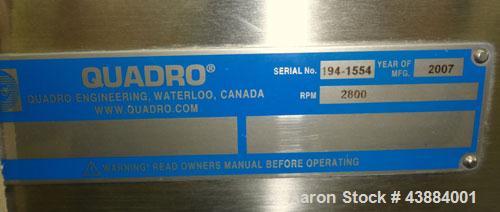 QUADRO®
QUADRO ENGINEERING, WATERLOO, CANADA
WWW.QUADRO.COM
SERIAL No. 194-1554 YEAR OF MFG. 2007
RPM 2800
WARNING! READ OWNERS MANUAL BEFORE OPERATING
aron Stock # 43884001